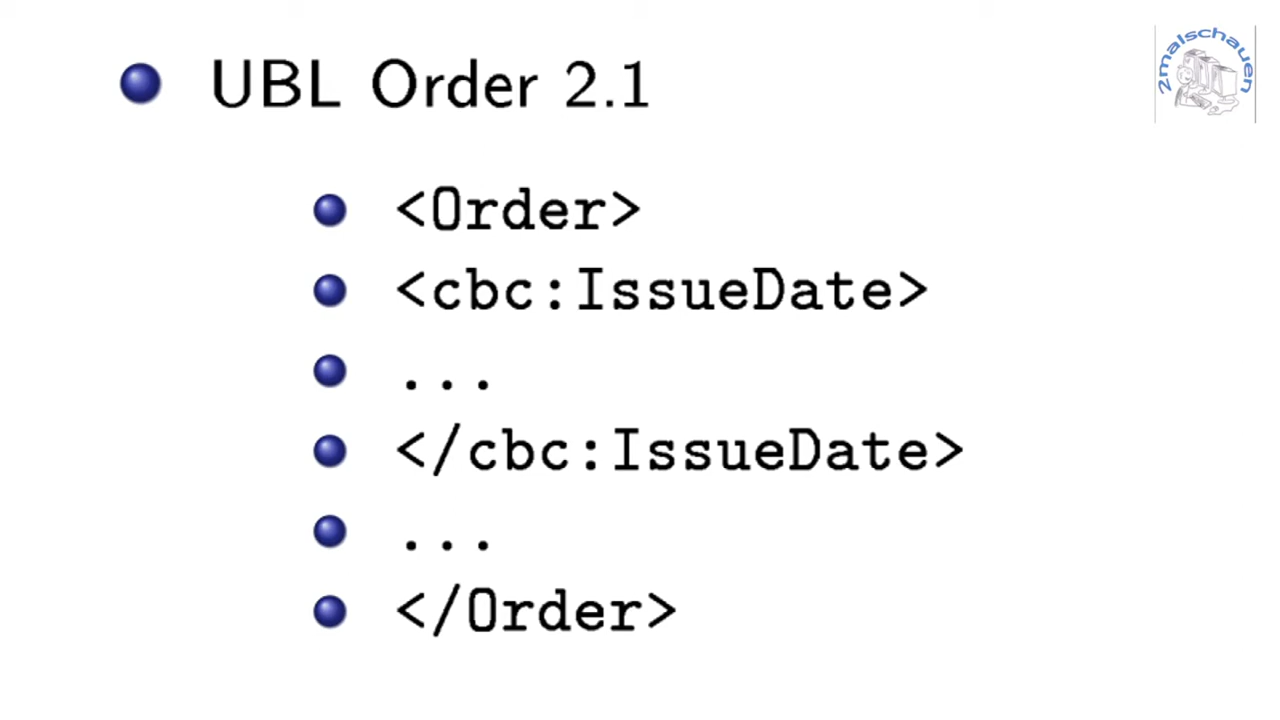 2malschauen
UBL Order 2.1
<Order>
<cbc:IssueDate>
...
</cbc:IssueDate>
...
</Order>